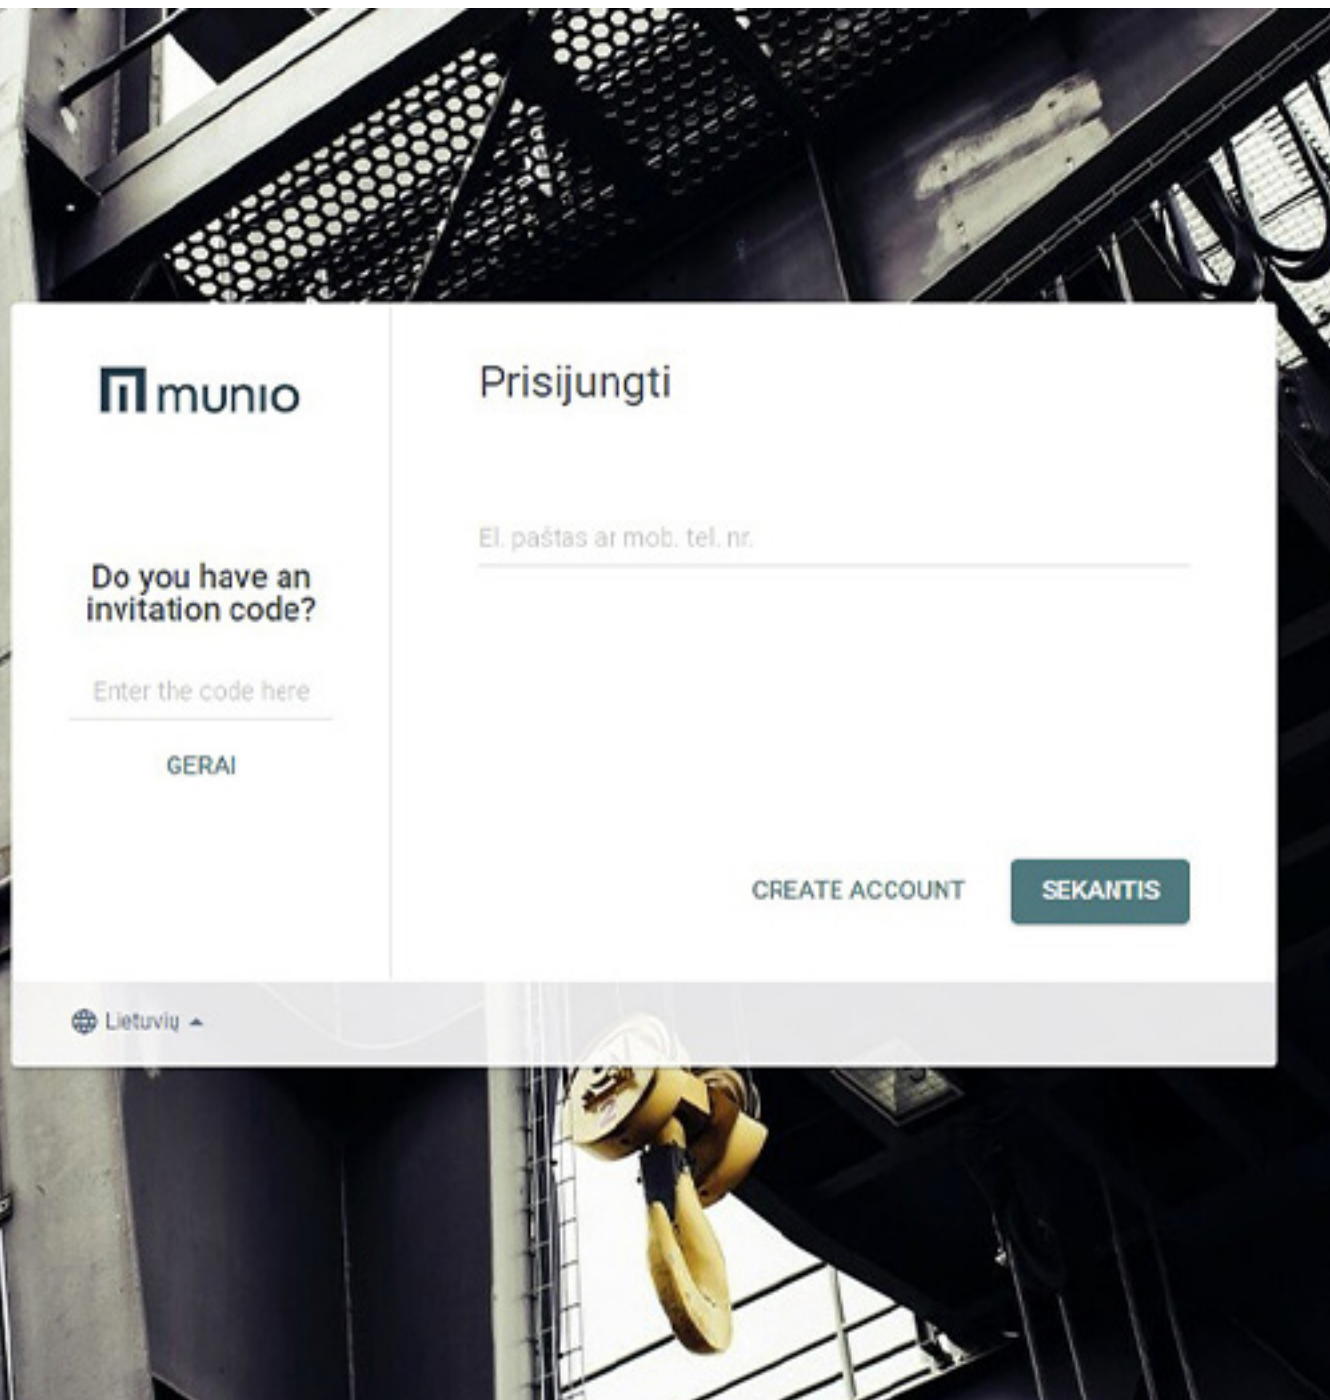 munio
Do you have an
invitation code?
Enter the code here
GERAI
Prisijungti
El. paštas ar mob. tel. nr.
CREATE ACCOUNT
SEKANTIS
Lietuvių